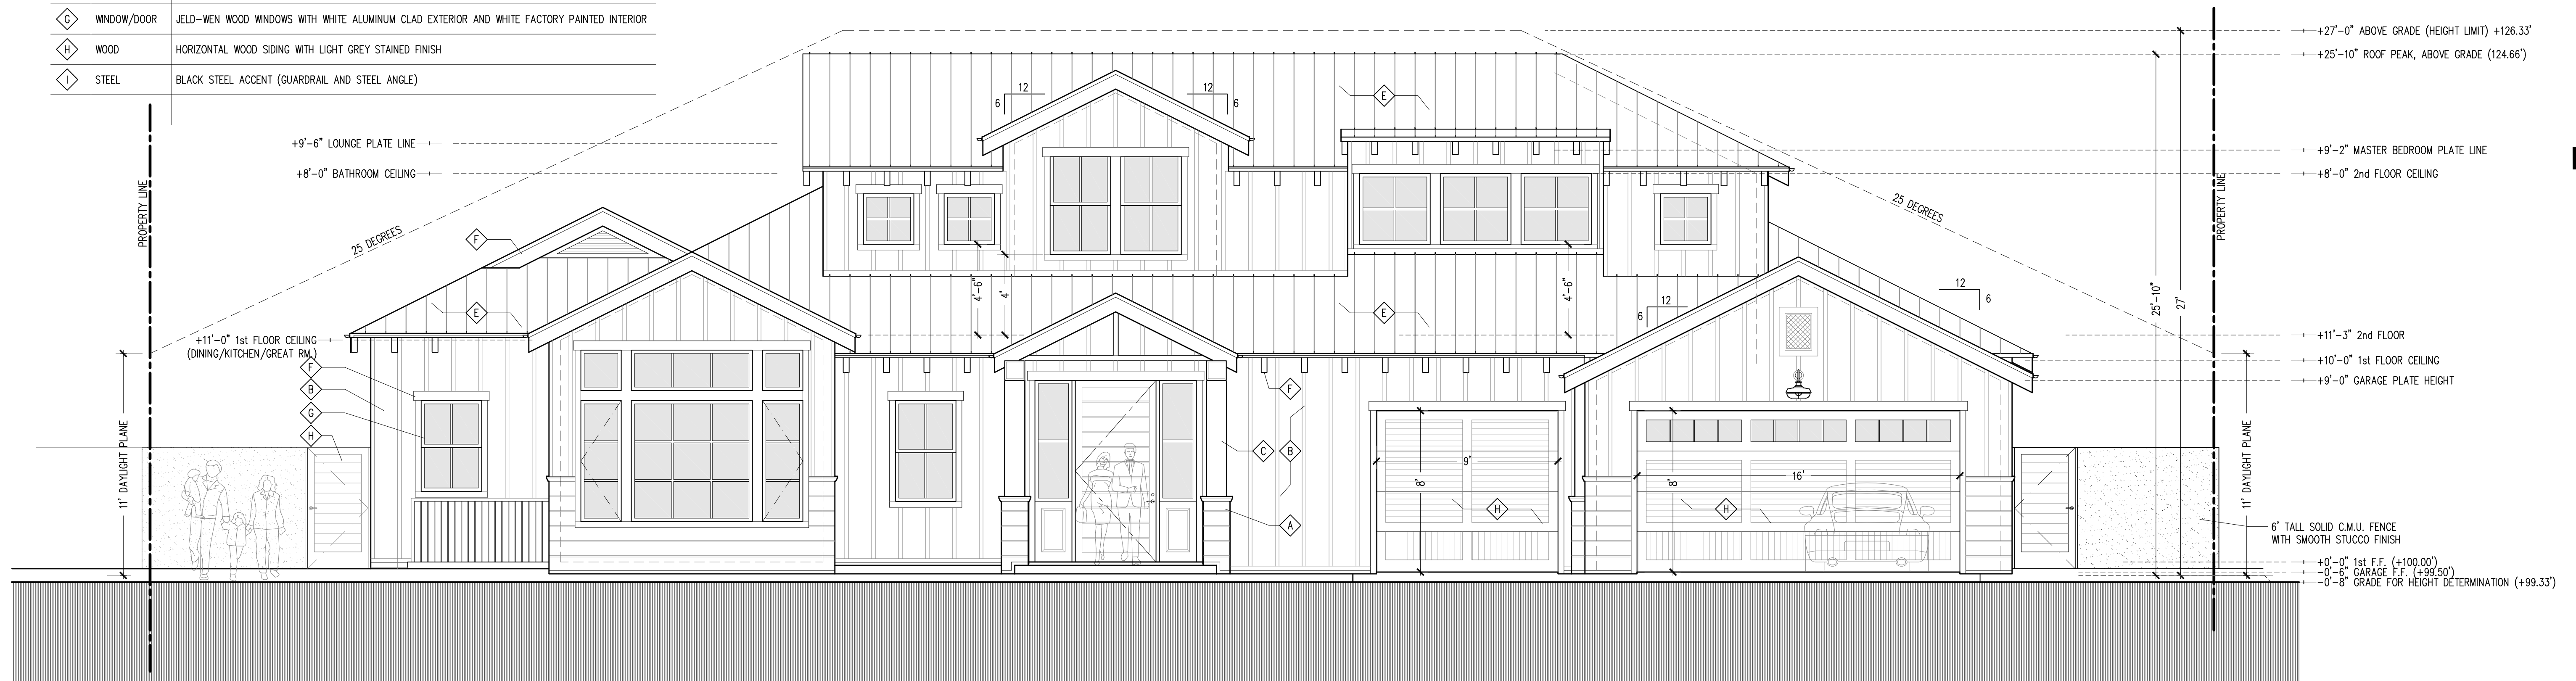 G WINDOW/DOOR JELD-WEN WOOD WINDOWS WITH WHITE ALUMINUM CLAD EXTERIOR AND WHITE FACTORY PAINTED INTERIOR
H WOOD HORIZONTAL WOOD SIDING WITH LIGHT GREY STAINED FINISH
I STEEL BLACK STEEL ACCENT (GUARDRAIL AND STEEL ANGLE)
+27'-0" ABOVE GRADE (HEIGHT LIMIT) +126.33'
+25'-10" ROOF PEAK, ABOVE GRADE (124.66')
12
6
12
6
E
+9'-6" LOUNGE PLATE LINE
+8'-0" BATHROOM CEILING
+9'-2" MASTER BEDROOM PLATE LINE
+8'-0" 2nd FLOOR CEILING
PROPERTY LINE
25 DEGREES
25 DEGREES
PROPERTY LINE
F
E
4'-6"
4'
E
4'-6"
12
6
12
6
25'-10"
27'
+11'-0" 1st FLOOR CEILING
(DINING/KITCHEN/GREAT RM.)
+11'-3" 2nd FLOOR
+10'-0" 1st FLOOR CEILING
+9'-0" GARAGE PLATE HEIGHT
F
B
G
H
F
C
B
A
11' DAYLIGHT PLANE
9'
8'
H
16'
8'
H
11' DAYLIGHT PLANE
6' TALL SOLID C.M.U. FENCE
WITH SMOOTH STUCCO FINISH
+0'-0" 1st F.F. (+100.00')
-0'-6" GARAGE F.F. (+99.50')
-0'-8" GRADE FOR HEIGHT DETERMINATION (+99.33')